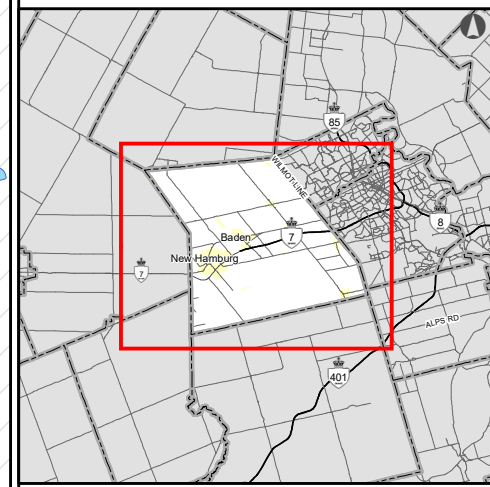 85
WILMOT-LINE
8
Baden
7
New Hamburg
7
ALPS RD
401